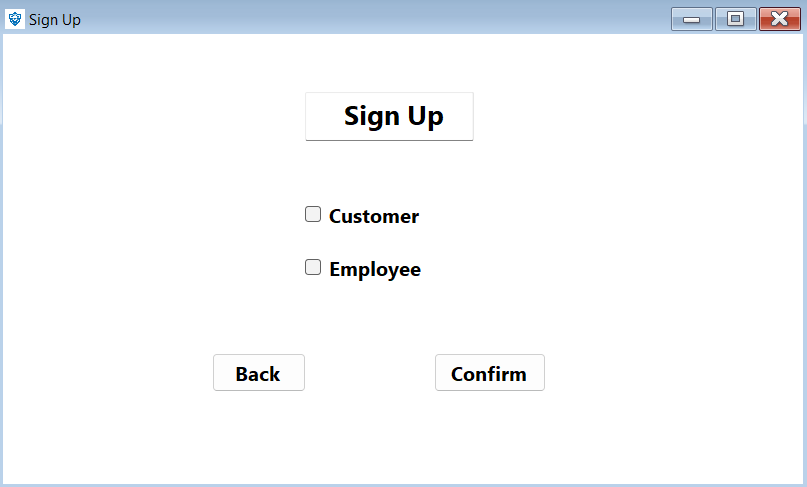 Sign Up
Sign Up
Customer
Employee
Back Confirm